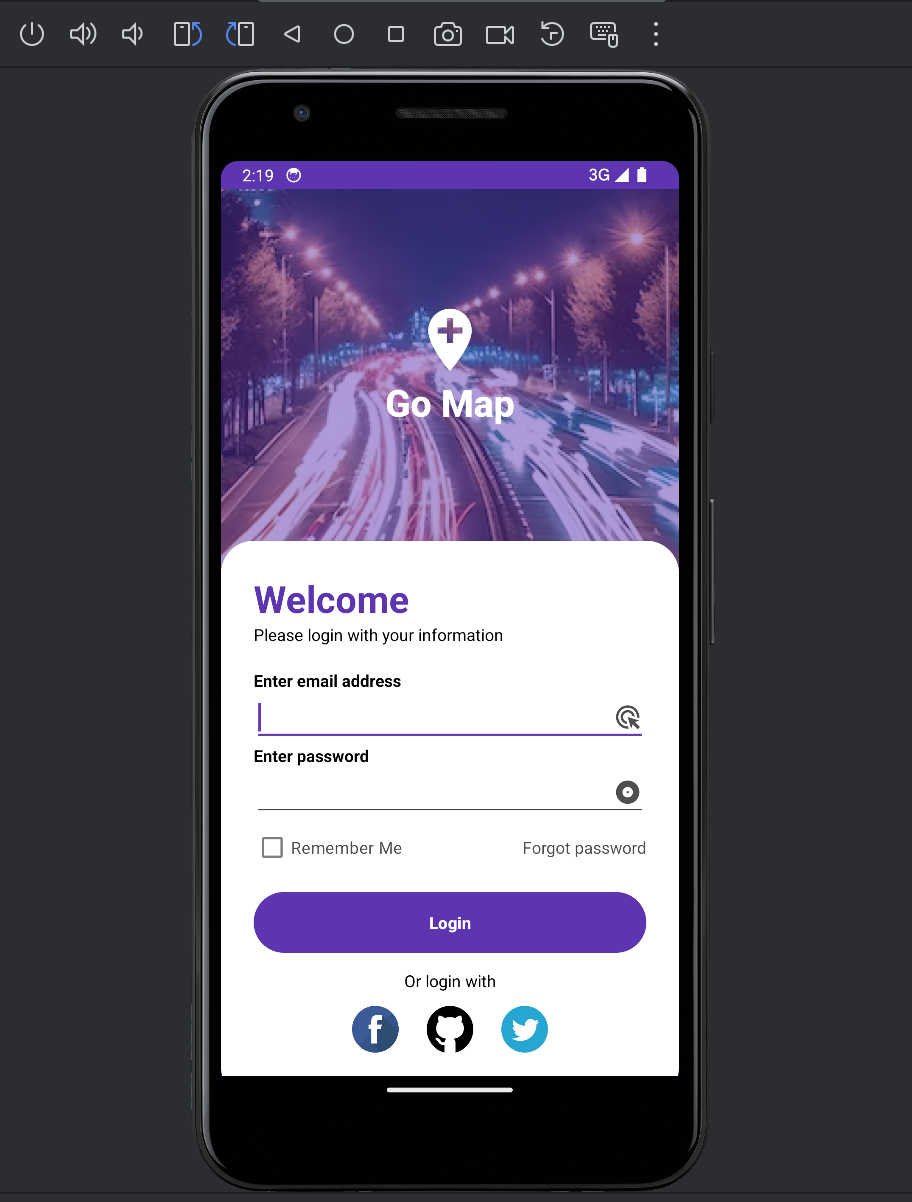 2:19
3G
Go Map
Welcome
Please login with your information
Enter email address
Enter password
Remember Me
Forgot password
Login
Or login with